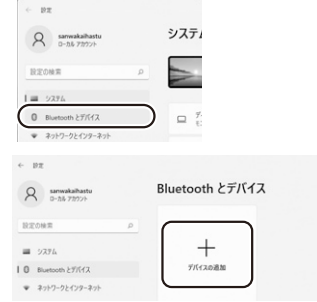 ← 設定
システ
sanwakaihastu
ローカル アカウント
設定の検索
システム
Bluetooth とデバイス
ネットワークとインターネット
← 設定
sanwakaihastu
ローカル アカウント
Bluetooth とデバイス
設定の検索
システム
Bluetooth とデバイス
デバイスの追加
ネットワークとインターネット